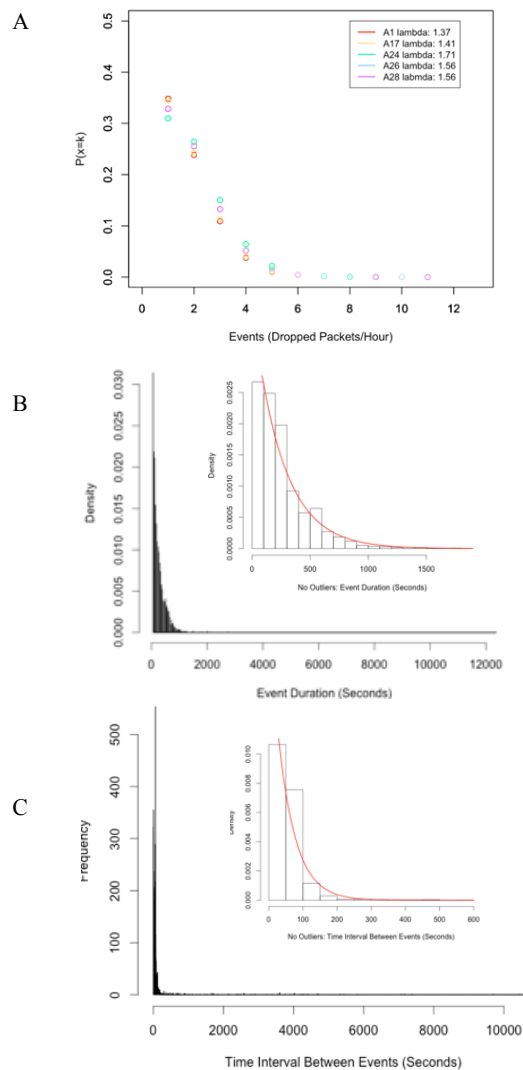 A
0.5
0.4
0.3
0.2
0.1
0.0
P(x=k)
A1 lambda: 1.37
A17 lambda: 1.41
A24 lambda: 1.71
A26 lambda: 1.56
A28 labmda: 1.56
0 2 4 6 8 10 12
Events (Dropped Packets/Hour)
B
0.030
0.025
0.020
0.015
0.010
0.005
0.000
Density
0.0025
0.0020
0.0015
0.0010
0.0005
0.0000
Density
0 500 1000 1500
No Outliers: Event Duration (Seconds)
0 2000 4000 6000 8000 10000 12000
Event Duration (Seconds)
C
500
400
300
200
100
0
Frequency
0.010
0.008
0.006
0.004
0.002
0.000
Density
0 100 200 300 400 500 600
No Outliers: Time Interval Between Events (Seconds)
0 2000 4000 6000 8000 10000
Time Interval Between Events (Seconds)